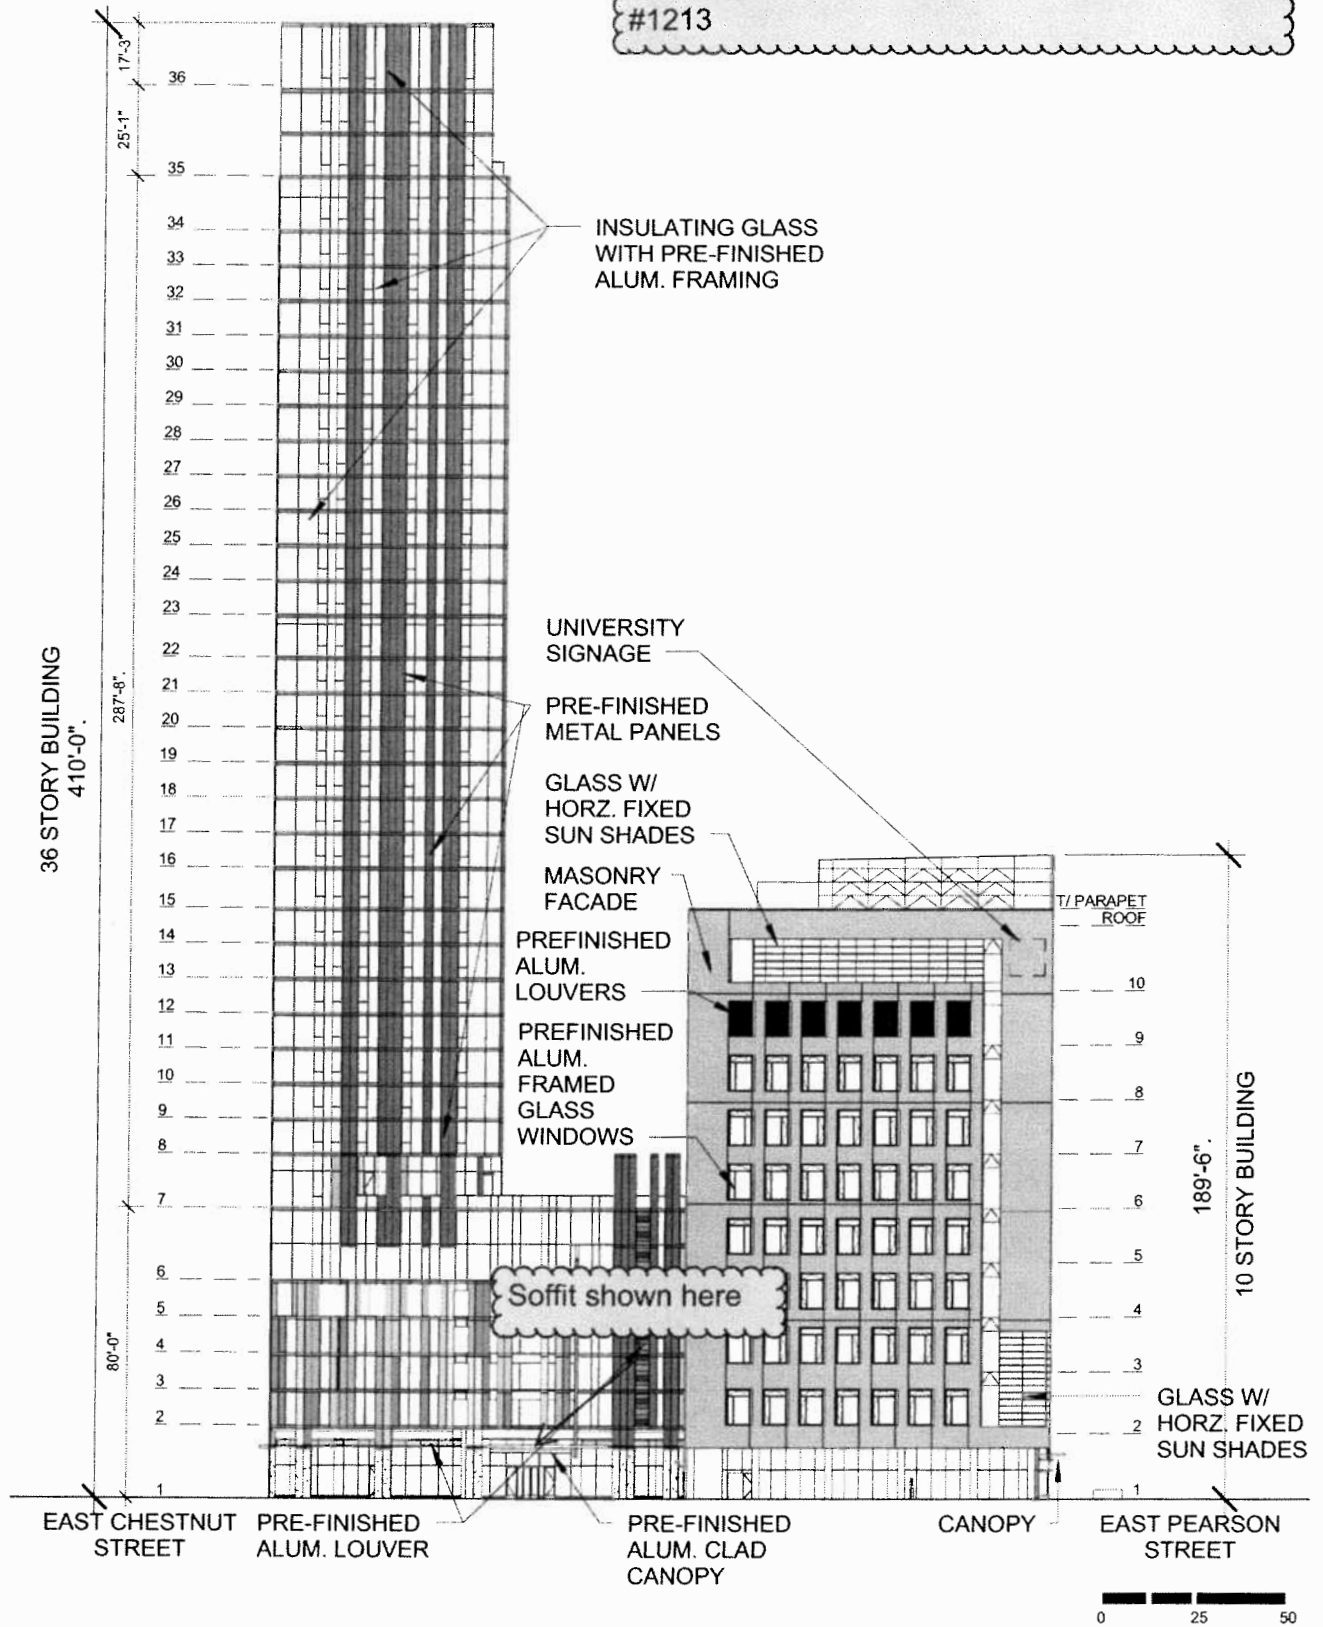 #1213
17'-3"
36
25'-1"
35
34
33
32
31
30
29
28
27
26
25
24
23
22
21
20
19
18
17
16
15
14
13
12
11
10
9
8
7
6
5
4
3
2
1
287'-8".
80'-0"
36 STORY BUILDING
410'-0".
INSULATING GLASS
WITH PRE-FINISHED
ALUM. FRAMING
UNIVERSITY
SIGNAGE
PRE-FINISHED
METAL PANELS
GLASS W/
HORZ. FIXED
SUN SHADES
MASONRY
FACADE
PREFINISHED
ALUM.
LOUVERS
PREFINISHED
ALUM.
FRAMED
GLASS
WINDOWS
Soffit shown here
T/ PARAPET
ROOF
10
9
8
7
6
5
4
3
2
1
189'-6".
10 STORY BUILDING
GLASS W/
HORZ. FIXED
SUN SHADES
EAST CHESTNUT
STREET
PRE-FINISHED
ALUM. LOUVER
PRE-FINISHED
ALUM. CLAD
CANOPY
CANOPY
EAST PEARSON
STREET
0 25 50